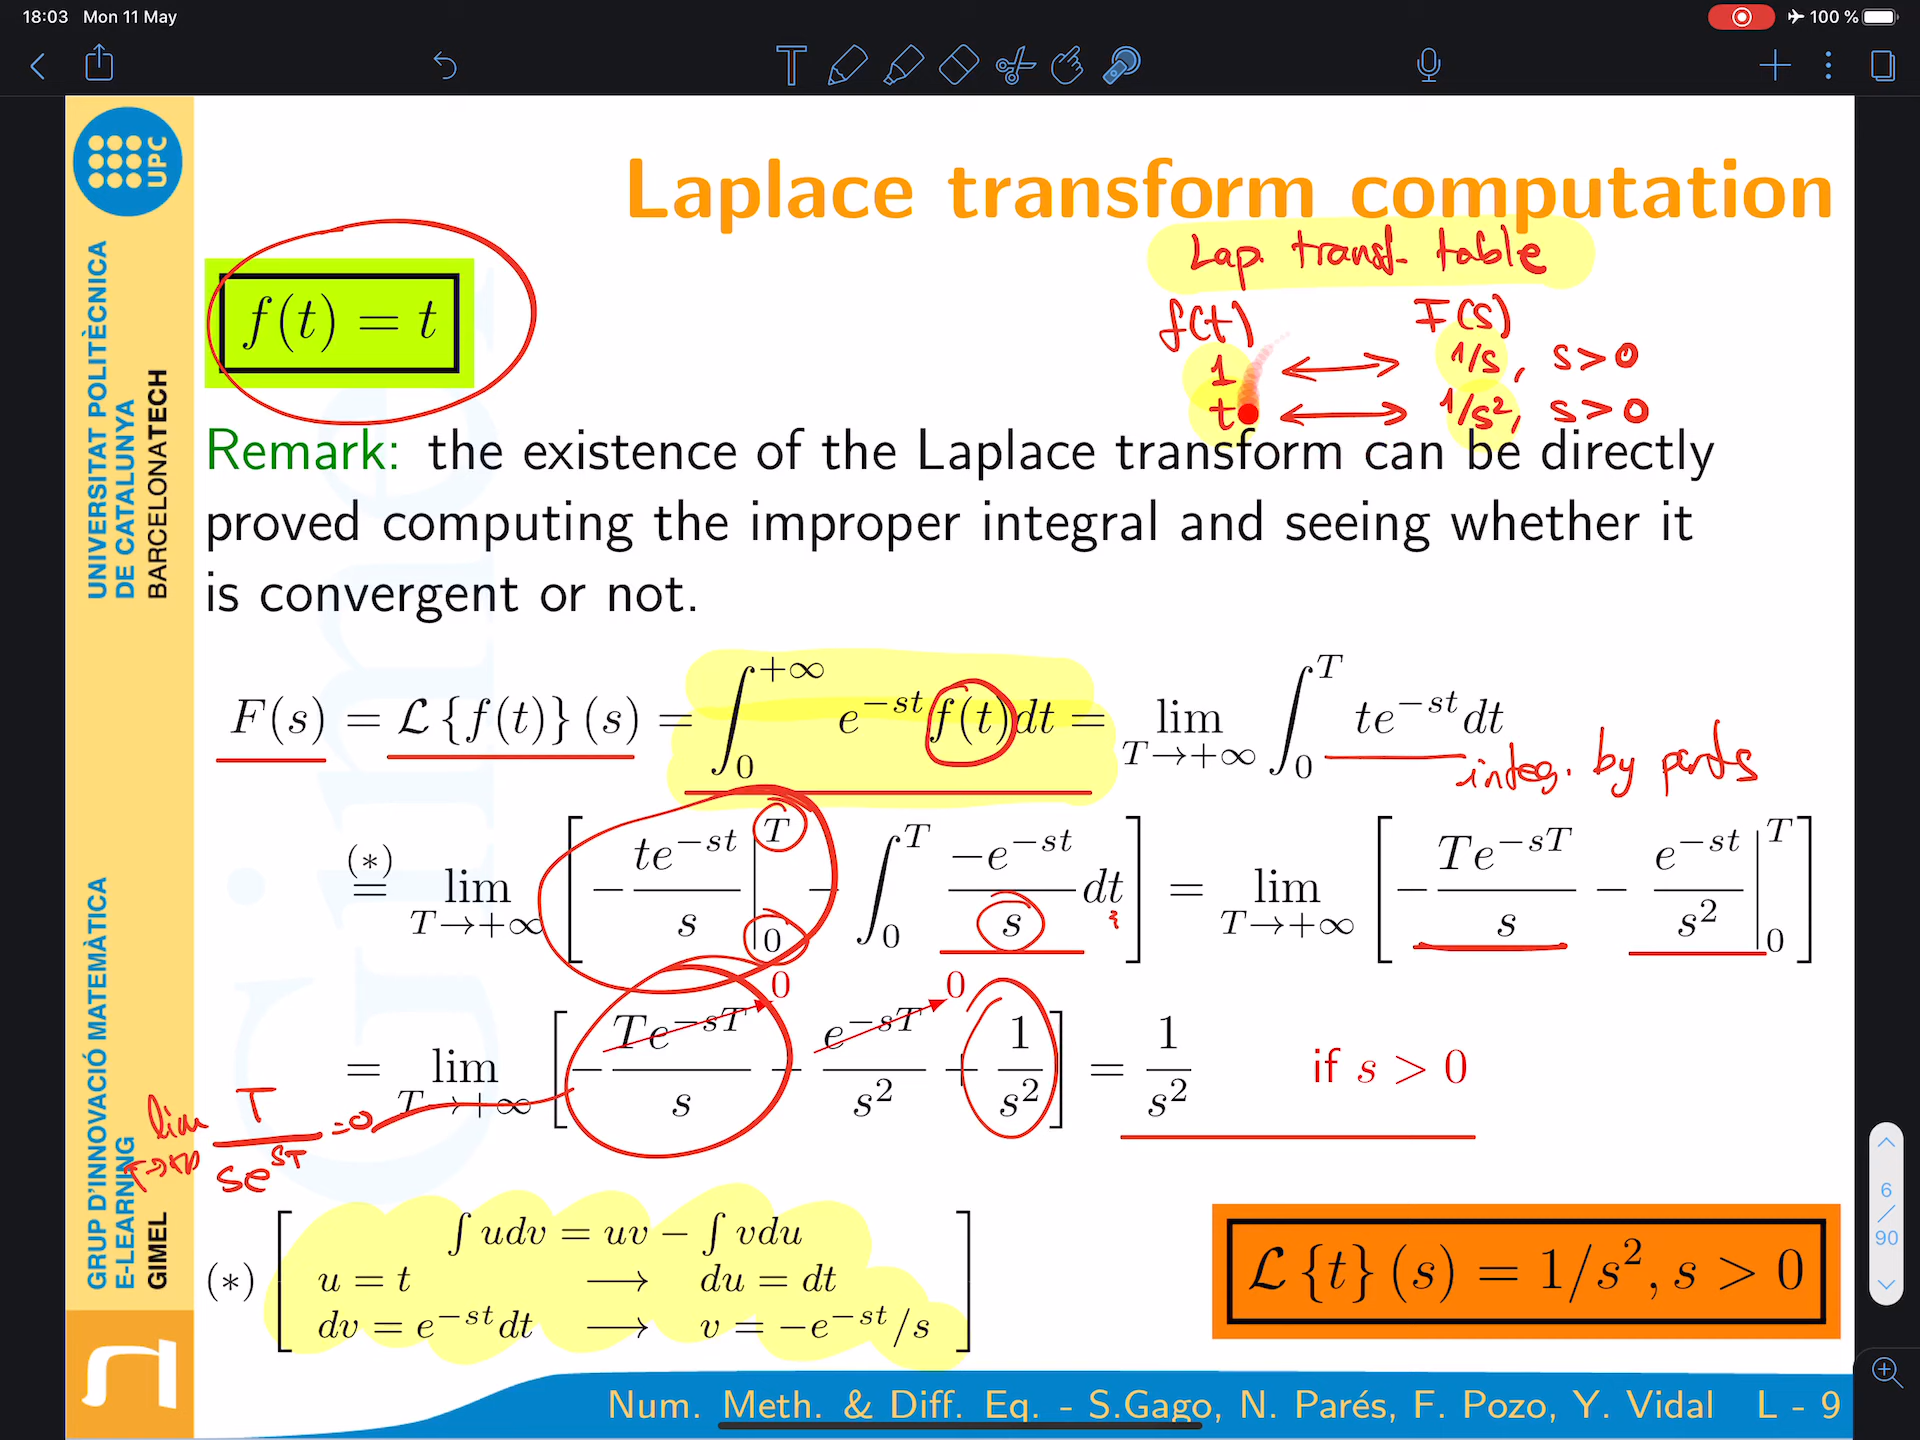 18:03 Mon 11 May
100 %
UPC
UNIVERSITAT POLITÈCNICA
DE CATALUNYA
BARCELONATECH
GRUP D'INNOVACIÓ MATEMÀTICA
E-LEARNING
GIMEL
Gimel
Laplace transform computation
Lap. transf. table
f(t) F(s)
1 ⟷ 1/s, s>0
t ⟷ 1/s², s>0
f(t) = t
Remark: the existence of the Laplace transform can be directly
proved computing the improper integral and seeing whether it
is convergent or not.
F(s) = ℒ{f(t)}(s) = ∫₀^{+∞} e^{−st} f(t)dt = lim_{T→+∞} ∫₀^T te^{−st}dt
integ. by parts
(*)= lim_{T→+∞} [ − te^{−st}/s |₀^T − ∫₀^T −e^{−st}/s dt ] = lim_{T→+∞} [ − Te^{−sT}/s − e^{−st}/s² |₀^T ]
= lim_{T→+∞} [ − Te^{−sT}/s − e^{−sT}/s² + 1/s² ] = 1/s² if s > 0
0 0
lim_{T→∞} T/se^{sT} = 0
(*) [ ∫ udv = uv − ∫ vdu
u = t ⟶ du = dt
dv = e^{−st}dt ⟶ v = −e^{−st}/s ]
ℒ{t}(s) = 1/s², s > 0
6
/
90
Num. Meth. & Diff. Eq. - S.Gago, N. Parés, F. Pozo, Y. Vidal L - 9